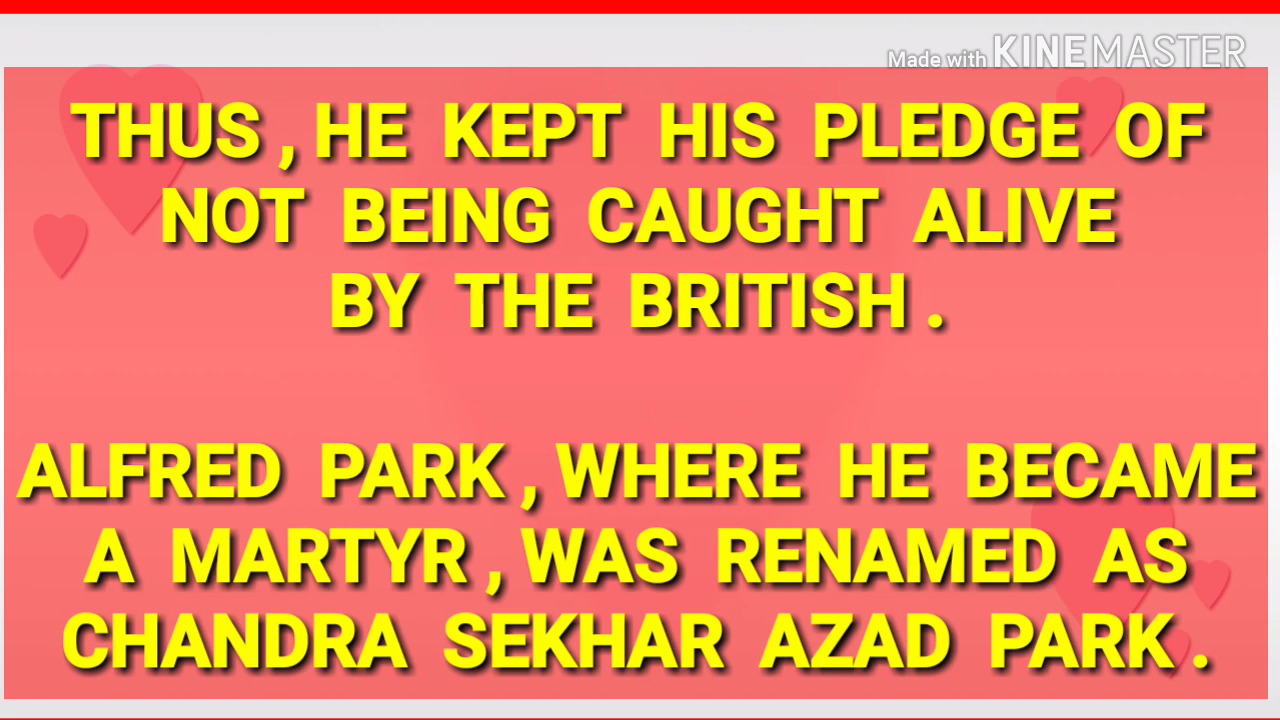 Made with KINEMASTER
THUS , HE KEPT HIS PLEDGE OF
NOT BEING CAUGHT ALIVE
BY THE BRITISH .
ALFRED PARK , WHERE HE BECAME
A MARTYR , WAS RENAMED AS
CHANDRA SEKHAR AZAD PARK .